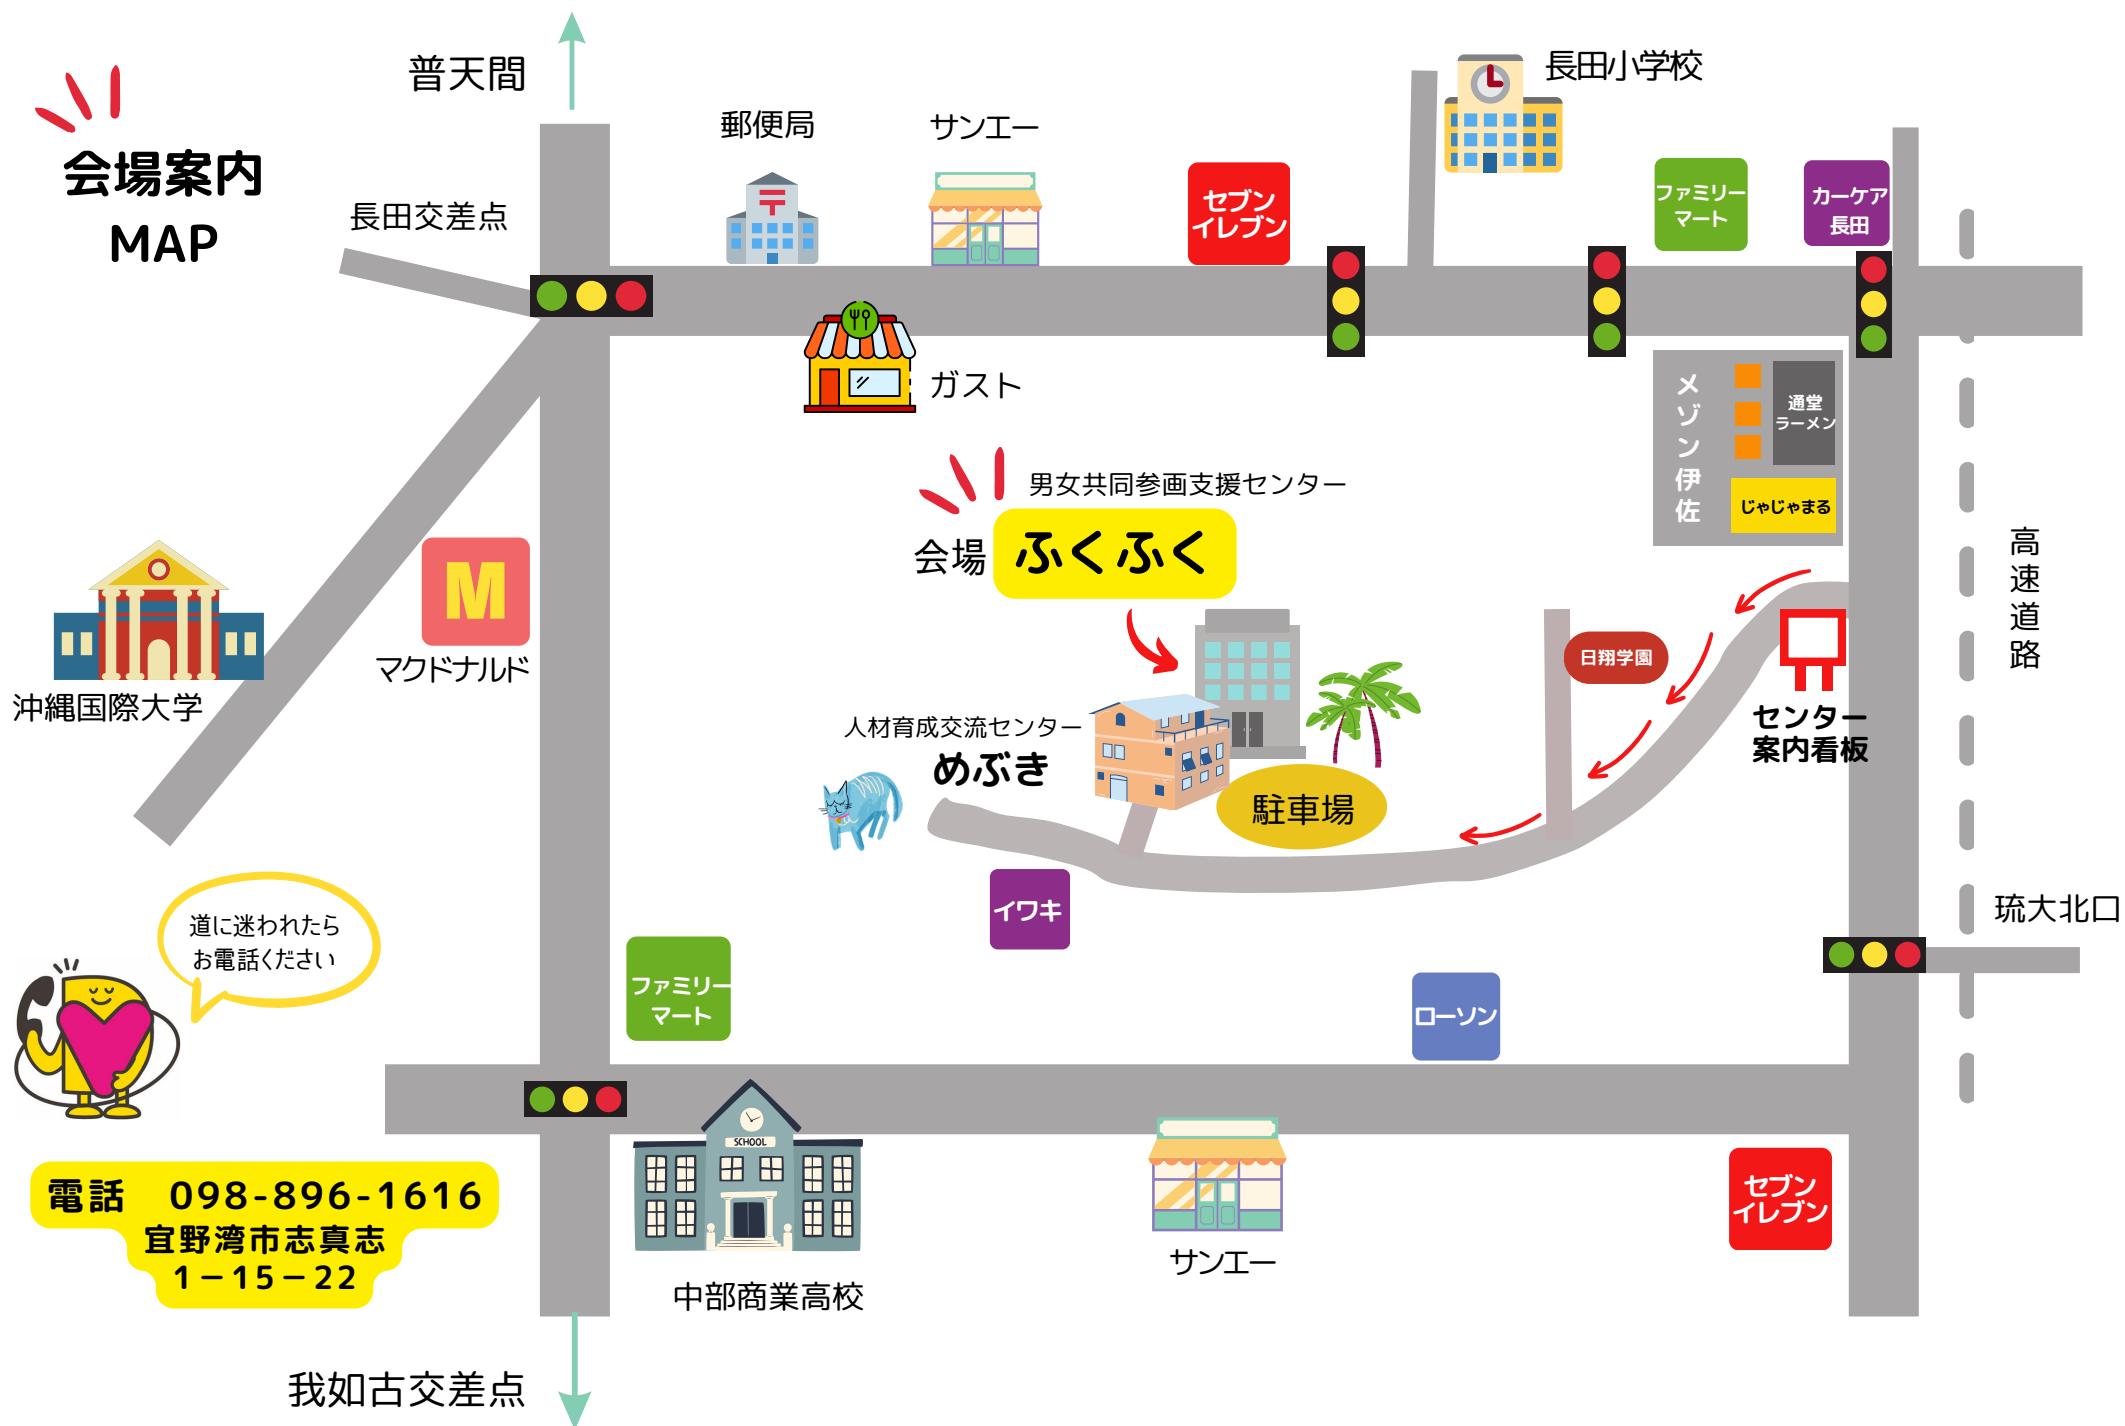 会場案内
MAP
普天間
長田交差点
郵便局
サンエー
セブン
イレブン
長田小学校
ファミリー
マート
カーケア
長田
ガスト
メゾン伊佐
通堂
ラーメン
じゃじゃまる
男女共同参画支援センター
会場 ふくふく
高速道路
沖縄国際大学
M
マクドナルド
日翔学園
センター
案内看板
人材育成交流センター
めぶき
駐車場
イワキ
琉大北口
道に迷われたら
お電話ください
ファミリー
マート
ローソン
電話 098-896-1616
宜野湾市志真志
1－15－22
SCHOOL
中部商業高校
サンエー
セブン
イレブン
我如古交差点